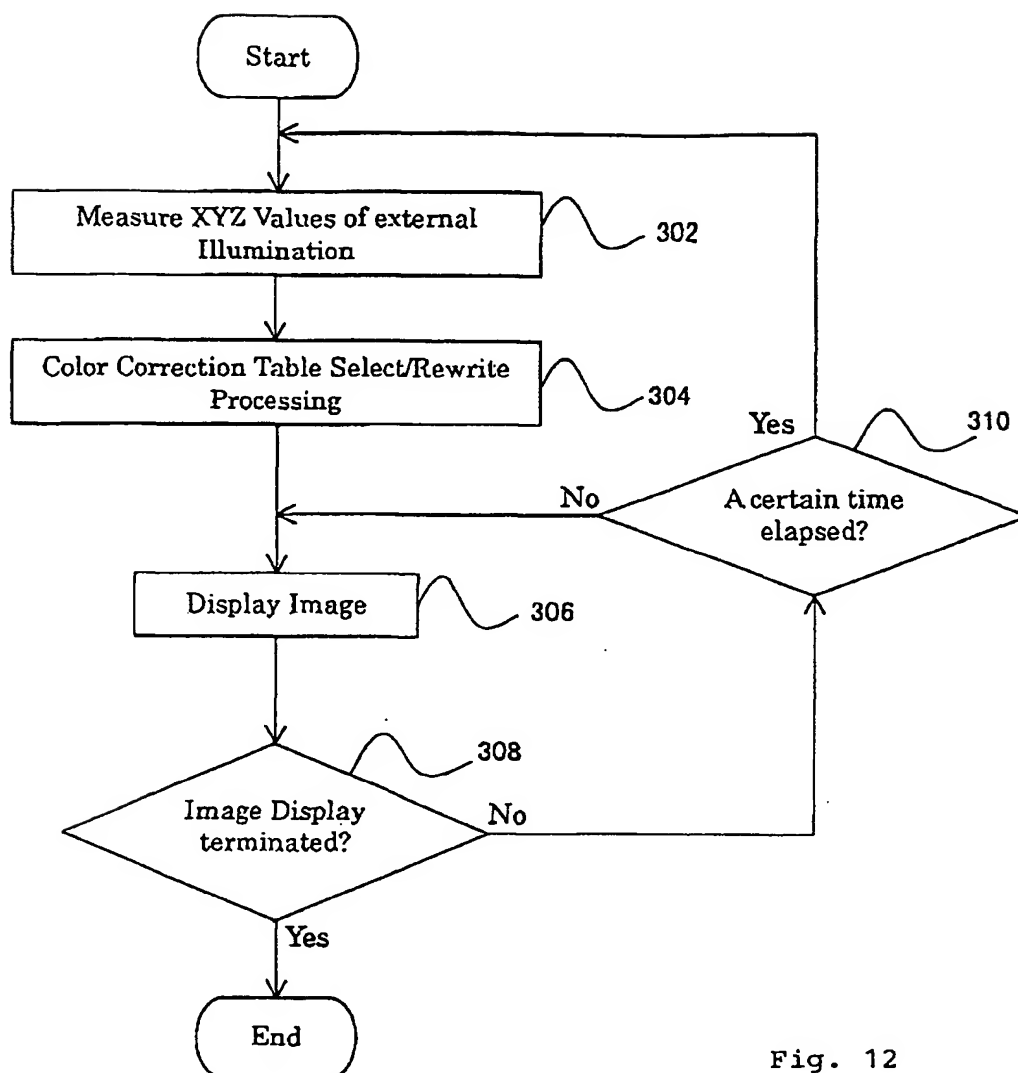 Start
Measure XYZ Values of external
Illumination
302
Color Correction Table Select/Rewrite
Processing
304
310
Yes
No
A certain time
elapsed?
Display Image
306
308
Image Display
terminated?
No
Yes
End
Fig. 12